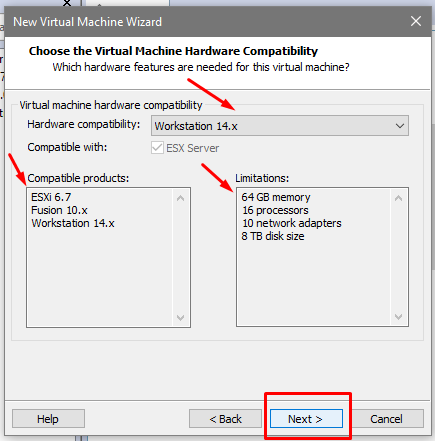 New Virtual Machine Wizard
Choose the Virtual Machine Hardware Compatibility
Which hardware features are needed for this virtual machine?
Virtual machine hardware compatibility
Hardware compatibility: Workstation 14.x
Compatible with: ESX Server
Compatible products:
ESXi 6.7
Fusion 10.x
Workstation 14.x
Limitations:
64 GB memory
16 processors
10 network adapters
8 TB disk size
Help < Back Next > Cancel